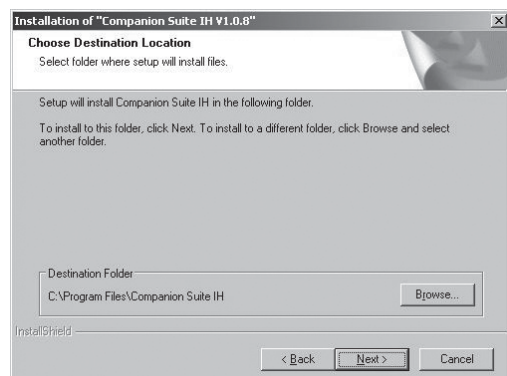 Installation of "Companion Suite IH V1.0.8"
Choose Destination Location
Select folder where setup will install files.
Setup will install Companion Suite IH in the following folder.
To install to this folder, click Next. To install to a different folder, click Browse and select
another folder.
Destination Folder
C:\Program Files\Companion Suite IH
Browse...
InstallShield
< Back
Next >
Cancel